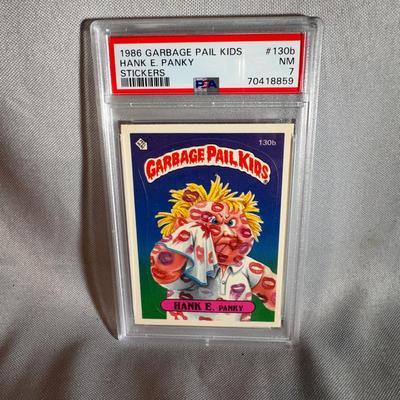 1986 GARBAGE PAIL KIDS #130b
HANK E. PANKY NM
STICKERS PSA 7
70418859
130b
GARBAGE PAIL KIDS
HANK E. PANKY